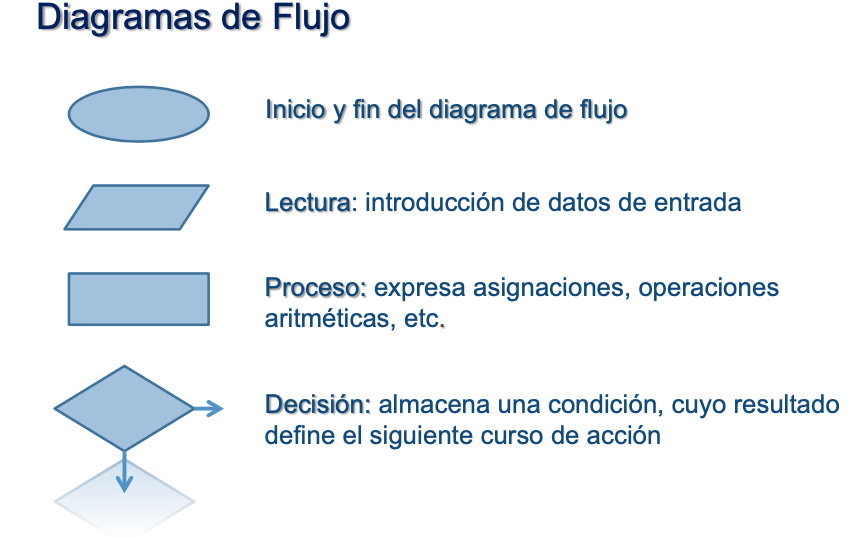 Diagramas de Flujo
Inicio y fin del diagrama de flujo
Lectura: introducción de datos de entrada
Proceso: expresa asignaciones, operaciones
aritméticas, etc.
Decisión: almacena una condición, cuyo resultado
define el siguiente curso de acción